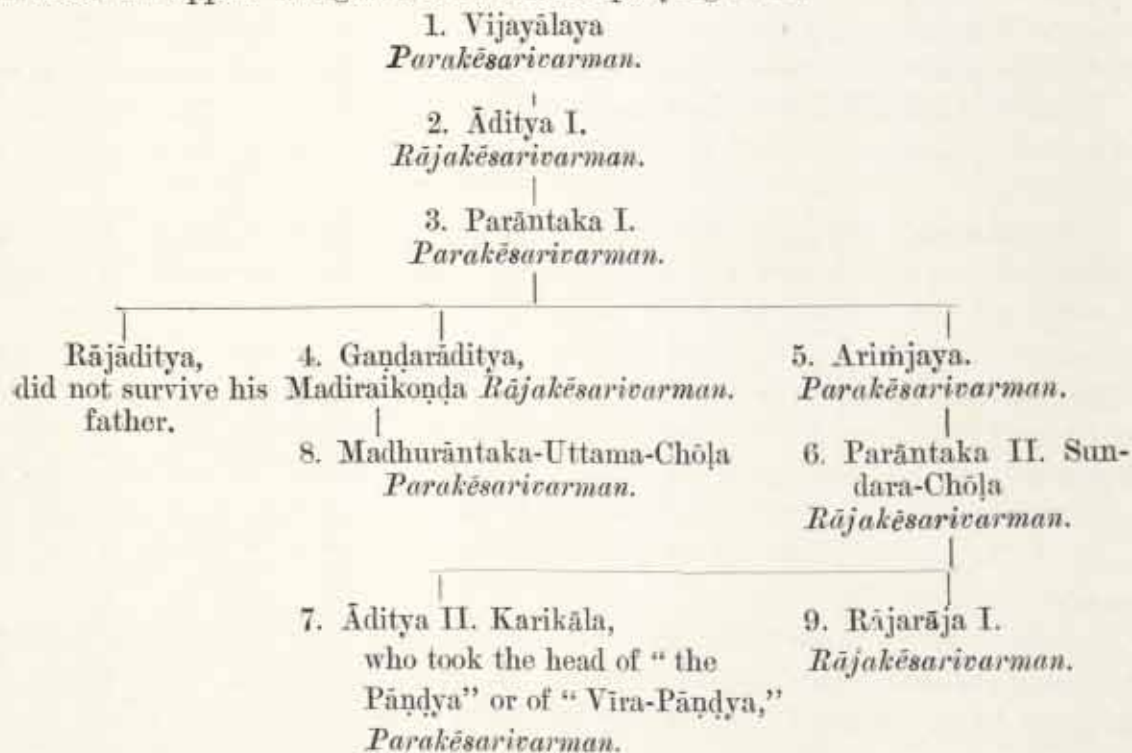 1. Vijayālaya
Parakēsarivarman.
2. Āditya I.
Rājakēsarivarman.
3. Parāntaka I.
Parakēsarivarman.
Rājāditya,
did not survive his
father.
4. Gaṇḍarāditya,
Madiraikoṇḍa Rājakēsarivarman.
5. Ariṁjaya.
Parakēsarivarman.
8. Madhurāntaka-Uttama-Chōḷa
Parakēsarivarman.
6. Parāntaka II. Sun-
dara-Chōḷa
Rājakēsarivarman.
7. Āditya II. Karikāla,
who took the head of “ the
Pāṇḍya” or of “ Vīra-Pāṇḍya,”
Parakēsarivarman.
9. Rājarāja I.
Rājakēsarivarman.